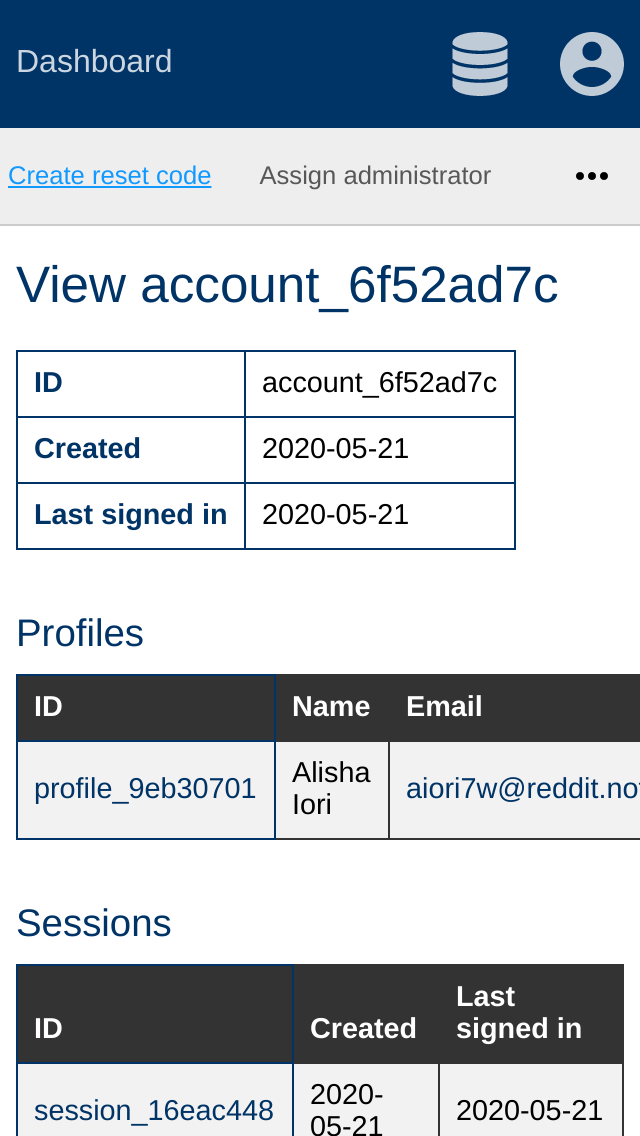 Dashboard
Create reset code Assign administrator
View account_6f52ad7c
ID account_6f52ad7c
Created 2020-05-21
Last signed in 2020-05-21
Profiles
ID Name Email
profile_9eb30701 Alisha Iori aiori7w@reddit.no
Sessions
ID Created Last signed in
session_16eac448 2020-05-21 2020-05-21